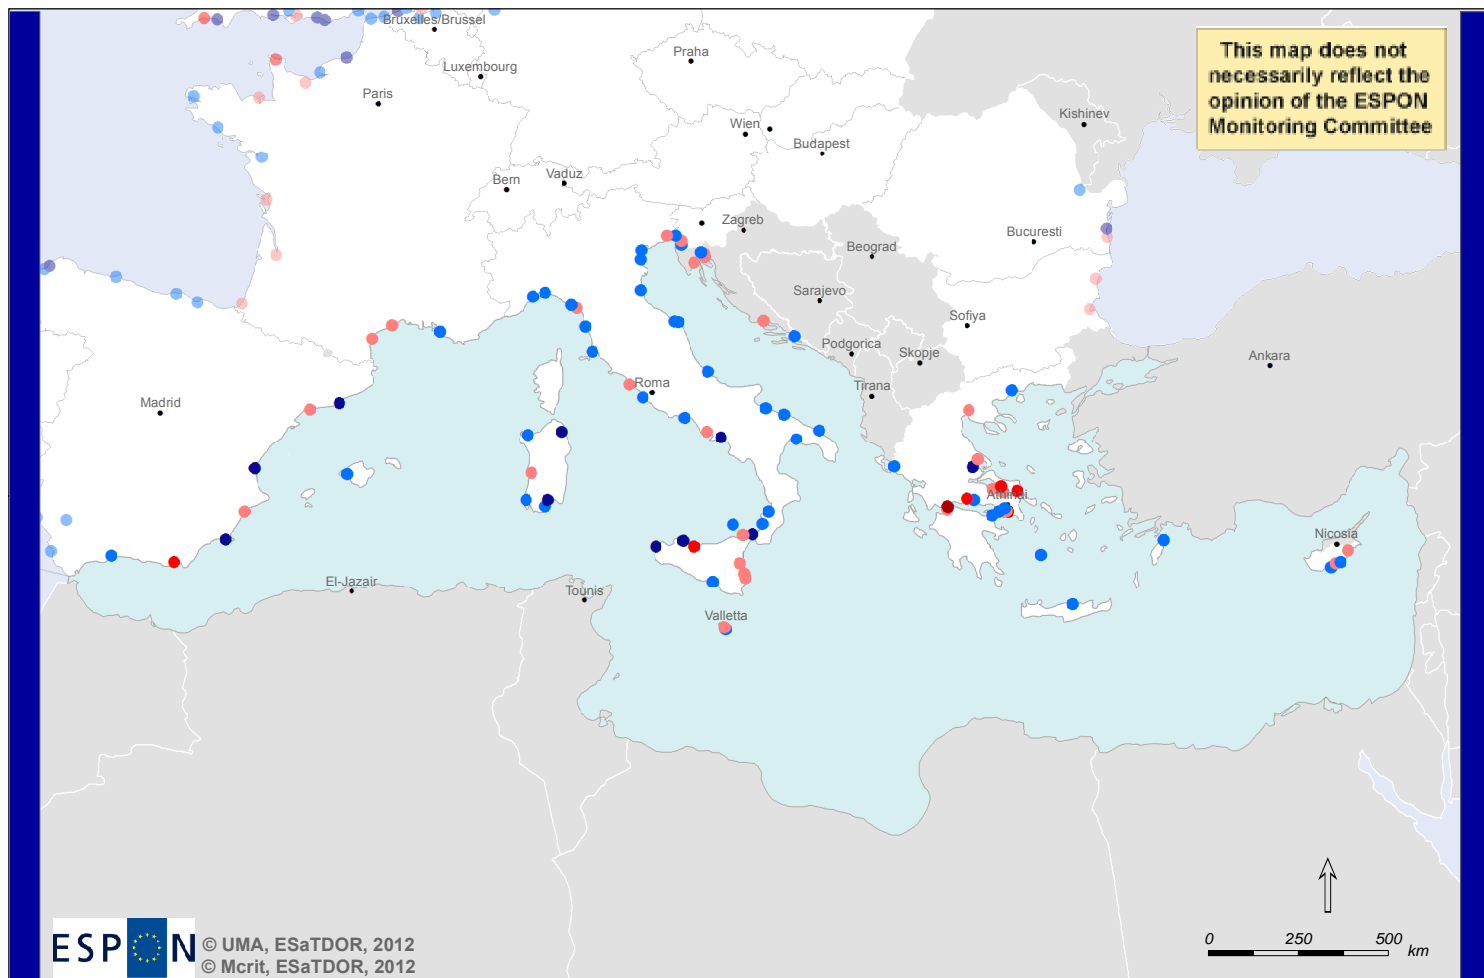 Bruxelles/Brussel
This map does not
necessarily reflect the
opinion of the ESPON
Monitoring Committee
Praha
Luxembourg
Paris
Kishinev
Wien
Budapest
Bern
Vaduz
Zagreb
Bucuresti
Beograd
Sarajevo
Sofiya
Podgorica
Skopje
Ankara
Roma
Tirana
Madrid
Athinai
Nicosia
El-Jazair
Tounis
Valletta
ESPON
© UMA, ESaTDOR, 2012
© Mcrit, ESaTDOR, 2012
0 250 500
km